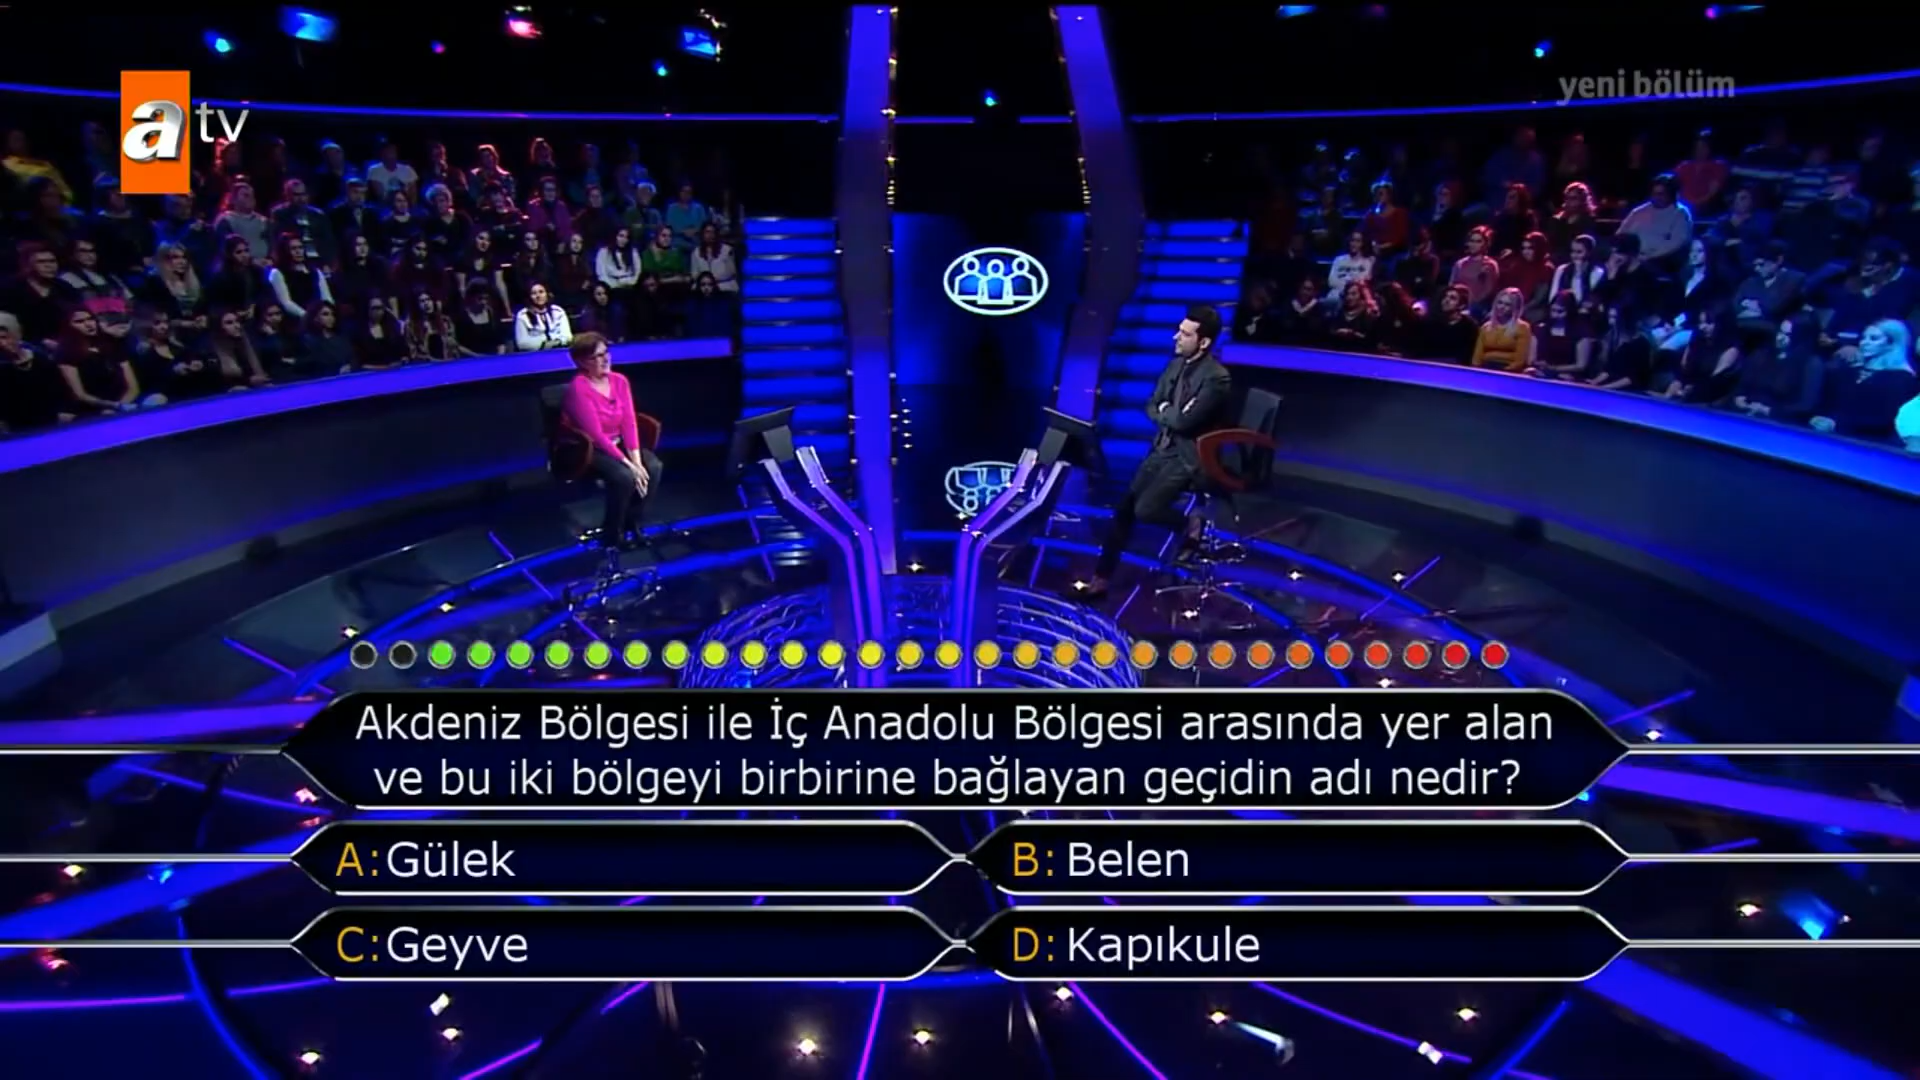 a tv
yeni bölüm
Akdeniz Bölgesi ile İç Anadolu Bölgesi arasında yer alan
ve bu iki bölgeyi birbirine bağlayan geçidin adı nedir?
A: Gülek
B: Belen
C: Geyve
D: Kapıkule